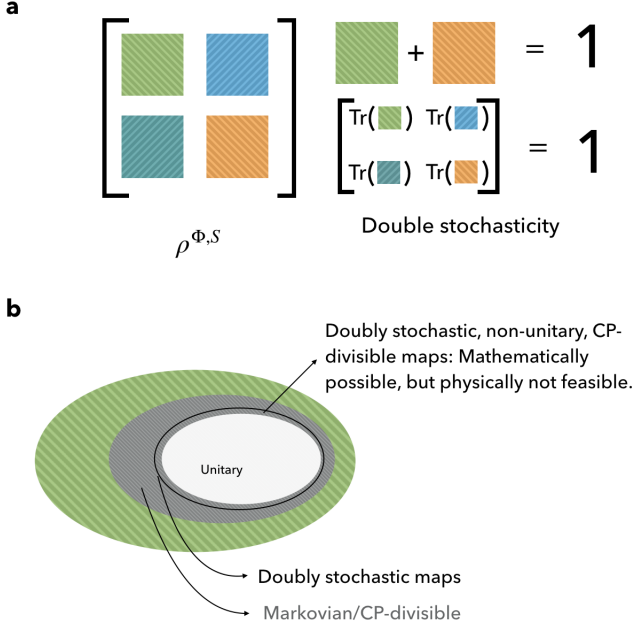 a
+ = 1
Tr( ) Tr( )
Tr( ) Tr( )
= 1
ρΦ,S
Double stochasticity
b
Doubly stochastic, non-unitary, CP-
divisible maps: Mathematically
possible, but physically not feasible.
Unitary
Doubly stochastic maps
Markovian/CP-divisible